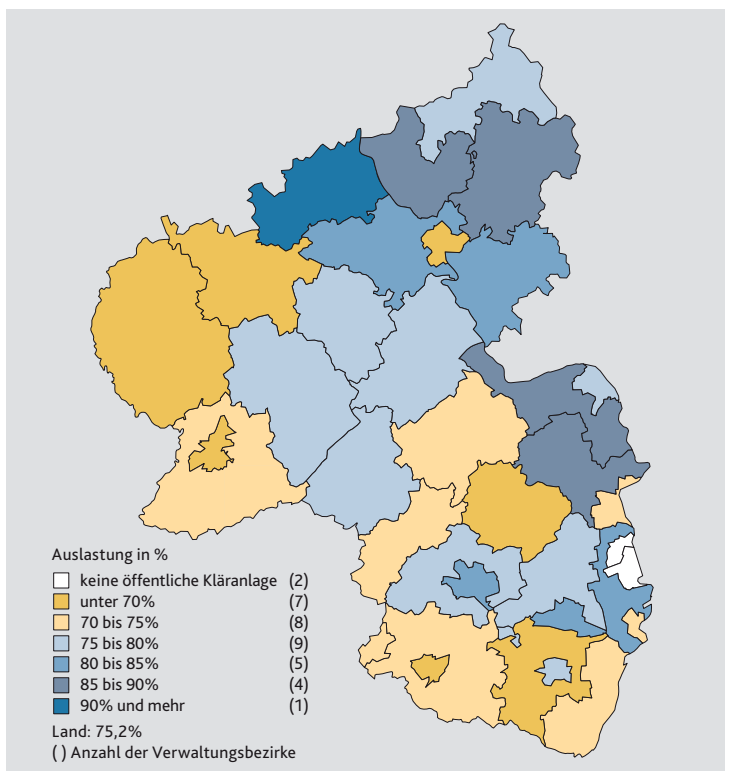 Auslastung in %
keine öffentliche Kläranlage (2)
unter 70% (7)
70 bis 75% (8)
75 bis 80% (9)
80 bis 85% (5)
85 bis 90% (4)
90% und mehr (1)
Land: 75,2%
( ) Anzahl der Verwaltungsbezirke